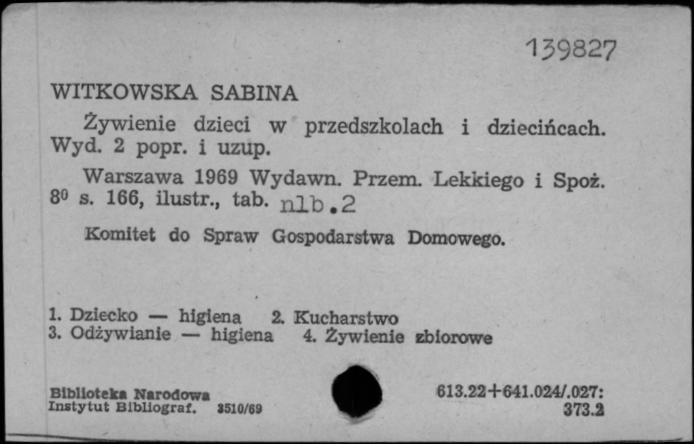 139827
WITKOWSKA SABINA
Żywienie dzieci w przedszkolach i dziecińcach.
Wyd. 2 popr. i uzup.
Warszawa 1969 Wydawn. Przem. Lekkiego i Spoż.
8⁰ s. 166, ilustr., tab. nlb.2
Komitet do Spraw Gospodarstwa Domowego.
1. Dziecko — higiena 2. Kucharstwo
3. Odżywianie — higiena 4. Żywienie zbiorowe
Biblioteka Narodowa 613.22+641.024/.027:
Instytut Bibliograf. 3510/69 373.2